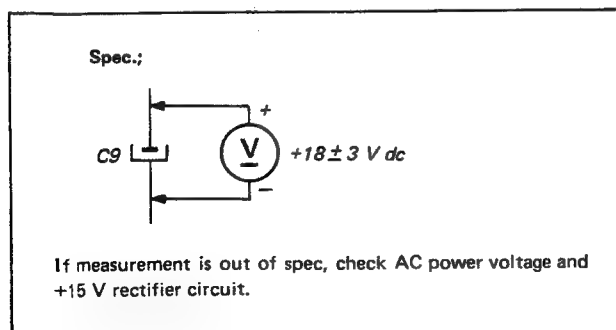 Spec.;
+
C9
V
+18 ± 3 V dc
−
If measurement is out of spec, check AC power voltage and
+15 V rectifier circuit.